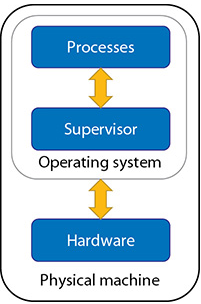 Processes
Supervisor
Operating system
Hardware
Physical machine